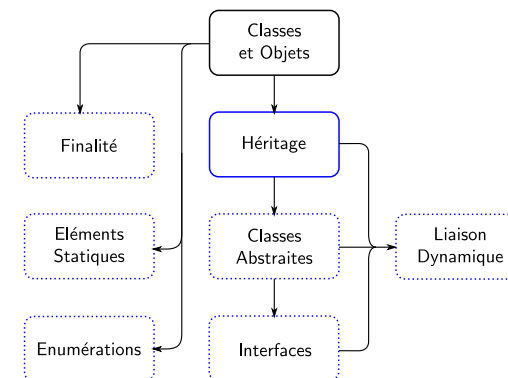 Classes
et Objets
Finalité
Héritage
Eléments
Statiques
Classes
Abstraites
Liaison
Dynamique
Enumérations
Interfaces